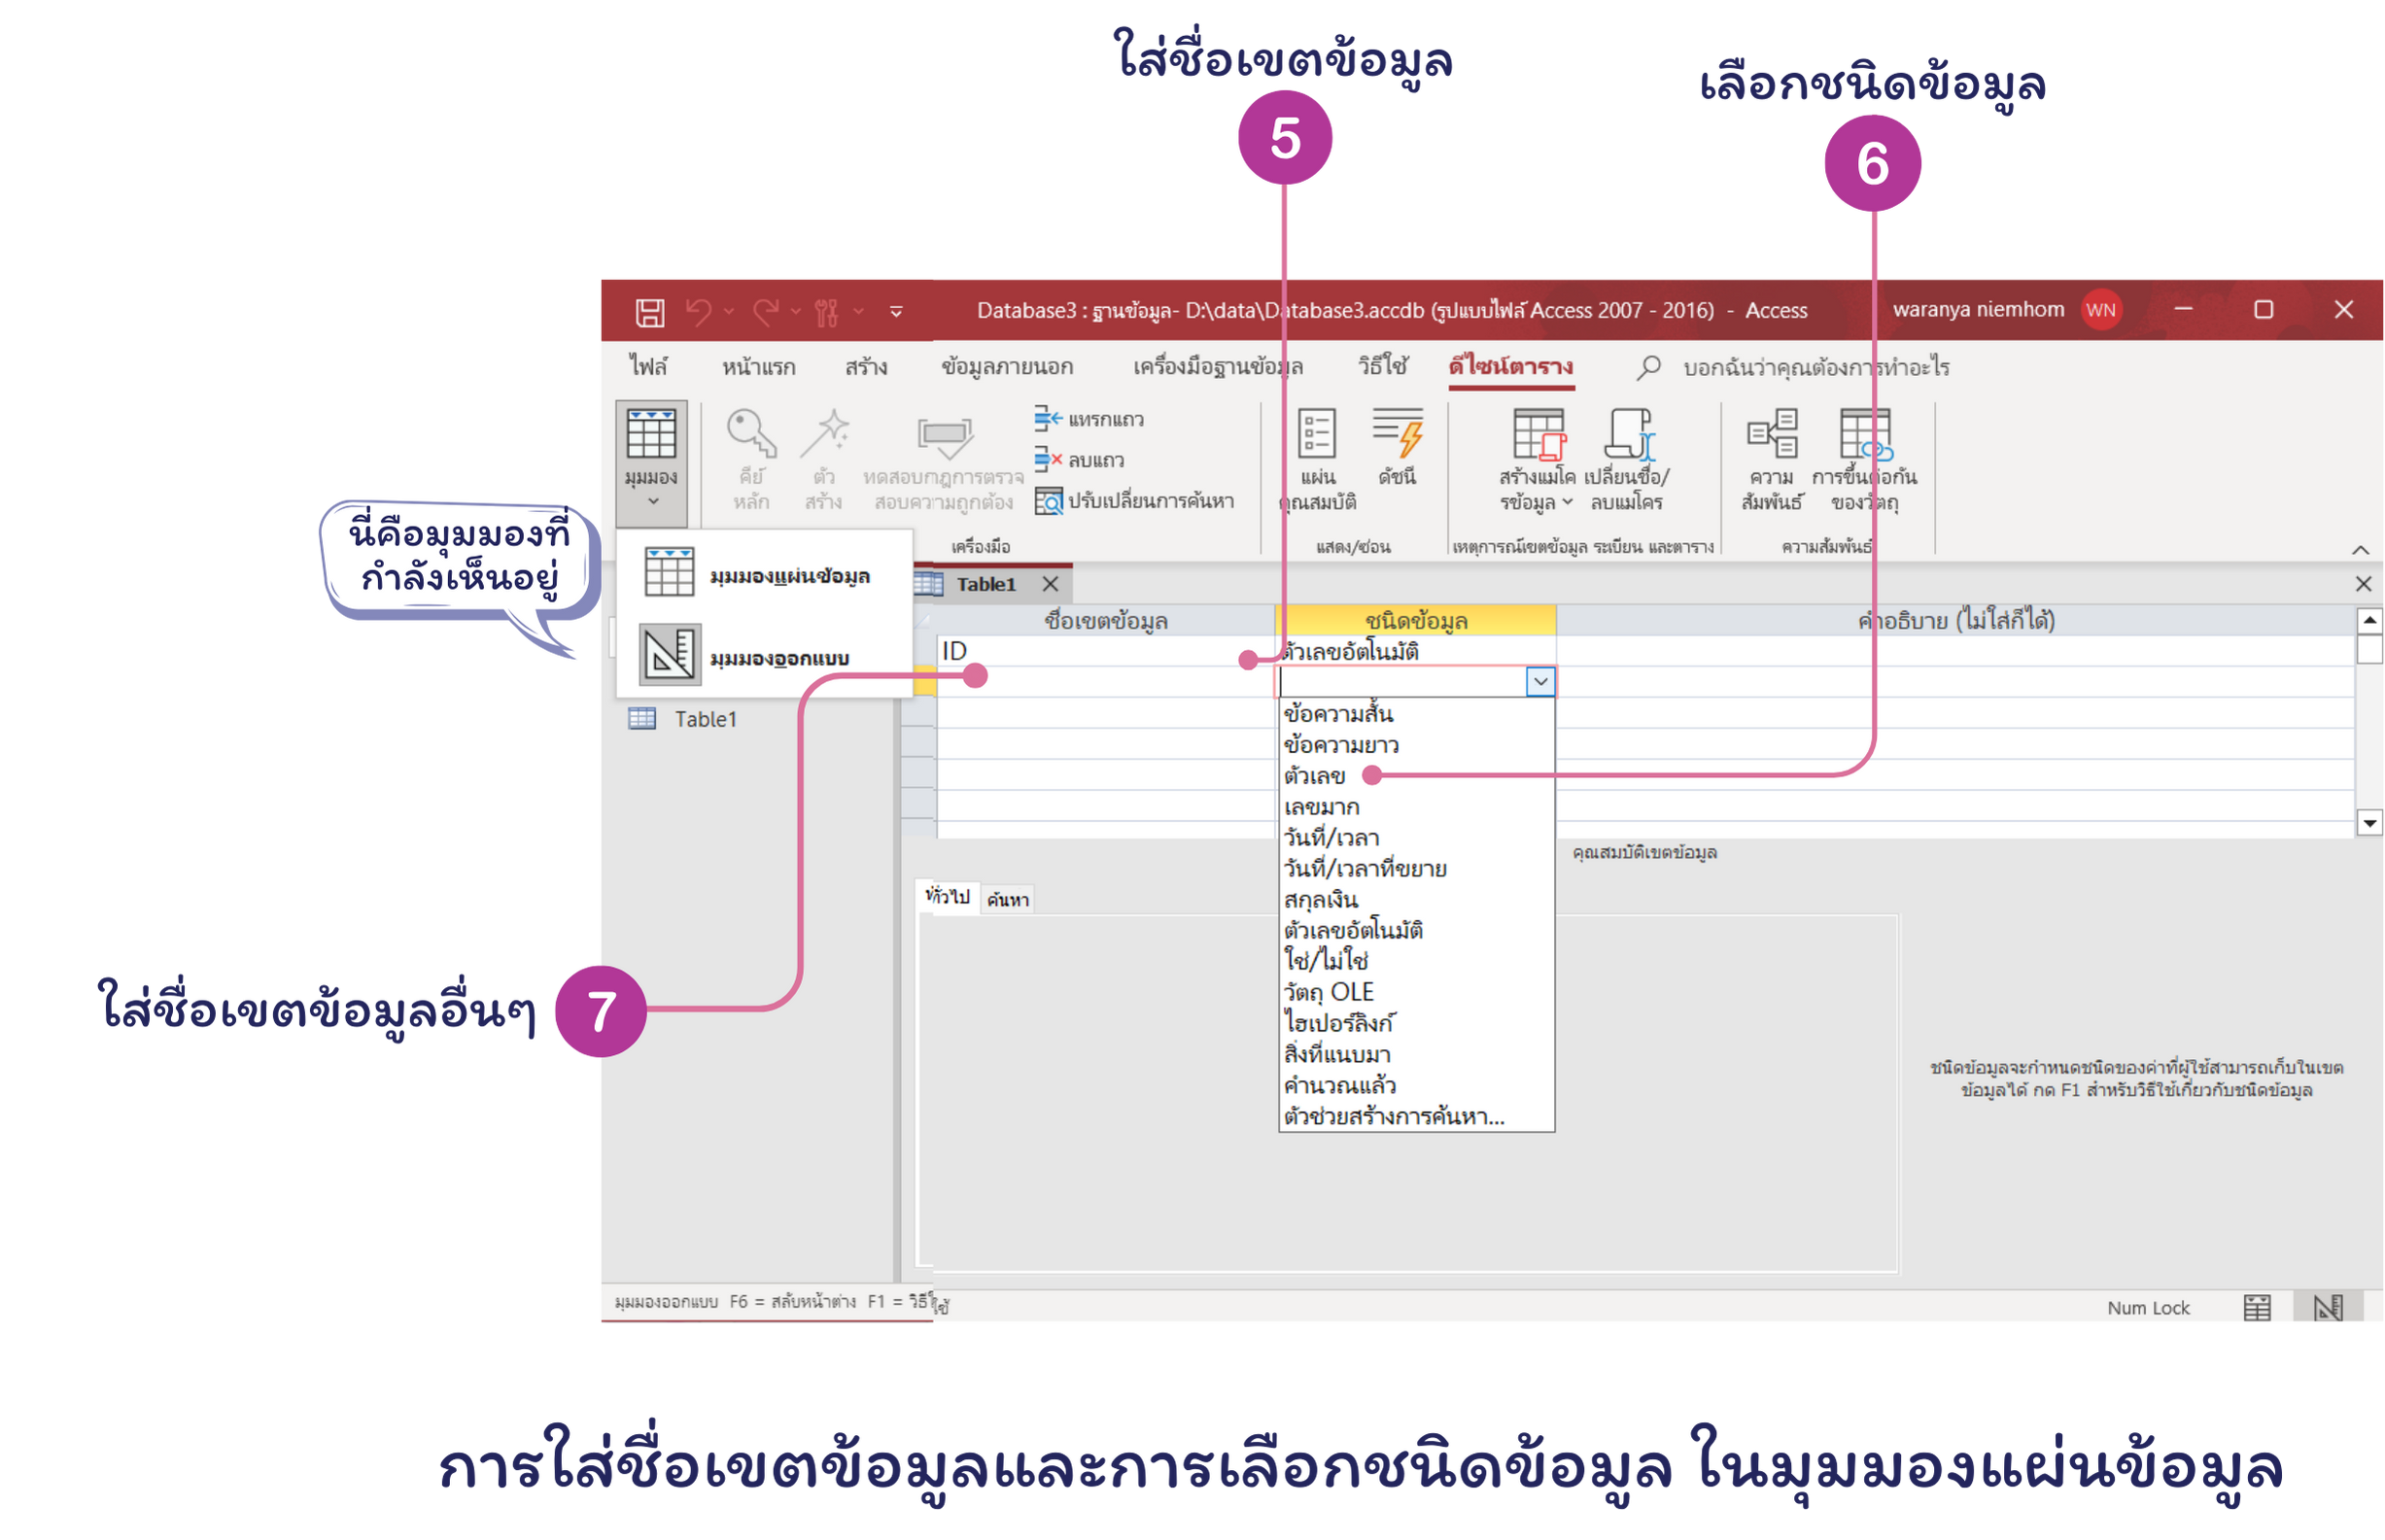 ใส่ชื่อเขตข้อมูล
5
เลือกชนิดข้อมูล
6
Database3 : ฐานข้อมูล- D:\data\Database3.accdb (รูปแบบไฟล์ Access 2007 - 2016) - Access
waranya niemhom WN
ไฟล์ หน้าแรก สร้าง ข้อมูลภายนอก เครื่องมือฐานข้อมูล วิธีใช้ ดีไซน์ตาราง บอกฉันว่าคุณต้องการทำอะไร
มุมมอง
คีย์
หลัก
ตัว
สร้าง
ทดสอบกฎการตรวจ
สอบความถูกต้อง
แทรกแถว
ลบแถว
ปรับเปลี่ยนการค้นหา
เครื่องมือ
แผ่น
คุณสมบัติ
ดัชนี
แสดง/ซ่อน
สร้างแมโค
รข้อมูล
เปลี่ยนชื่อ/
ลบแมโคร
เหตุการณ์เขตข้อมูล ระเบียน และตาราง
ความ
สัมพันธ์
การขึ้นต่อกัน
ของวัตถุ
ความสัมพันธ์
นี่คือมุมมองที่
กำลังเห็นอยู่
มุมมองแผ่นข้อมูล
มุมมองออกแบบ
Table1
Table1
ชื่อเขตข้อมูล ชนิดข้อมูล คำอธิบาย (ไม่ใส่ก็ได้)
ID ตัวเลขอัตโนมัติ
ข้อความสั้น
ข้อความยาว
ตัวเลข
เลขมาก
วันที่/เวลา
วันที่/เวลาที่ขยาย
สกุลเงิน
ตัวเลขอัตโนมัติ
ใช่/ไม่ใช่
วัตถุ OLE
ไฮเปอร์ลิงก์
สิ่งที่แนบมา
คำนวณแล้ว
ตัวช่วยสร้างการค้นหา...
คุณสมบัติเขตข้อมูล
ทั่วไป ค้นหา
ใส่ชื่อเขตข้อมูลอื่นๆ 7
ชนิดข้อมูลจะกำหนดชนิดของค่าที่ผู้ใช้สามารถเก็บในเขต
ข้อมูลได้ กด F1 สำหรับวิธีใช้เกี่ยวกับชนิดข้อมูล
มุมมองออกแบบ F6 = สลับหน้าต่าง F1 = วิธีใช้
Num Lock
การใส่ชื่อเขตข้อมูลและการเลือกชนิดข้อมูล ในมุมมองแผ่นข้อมูล